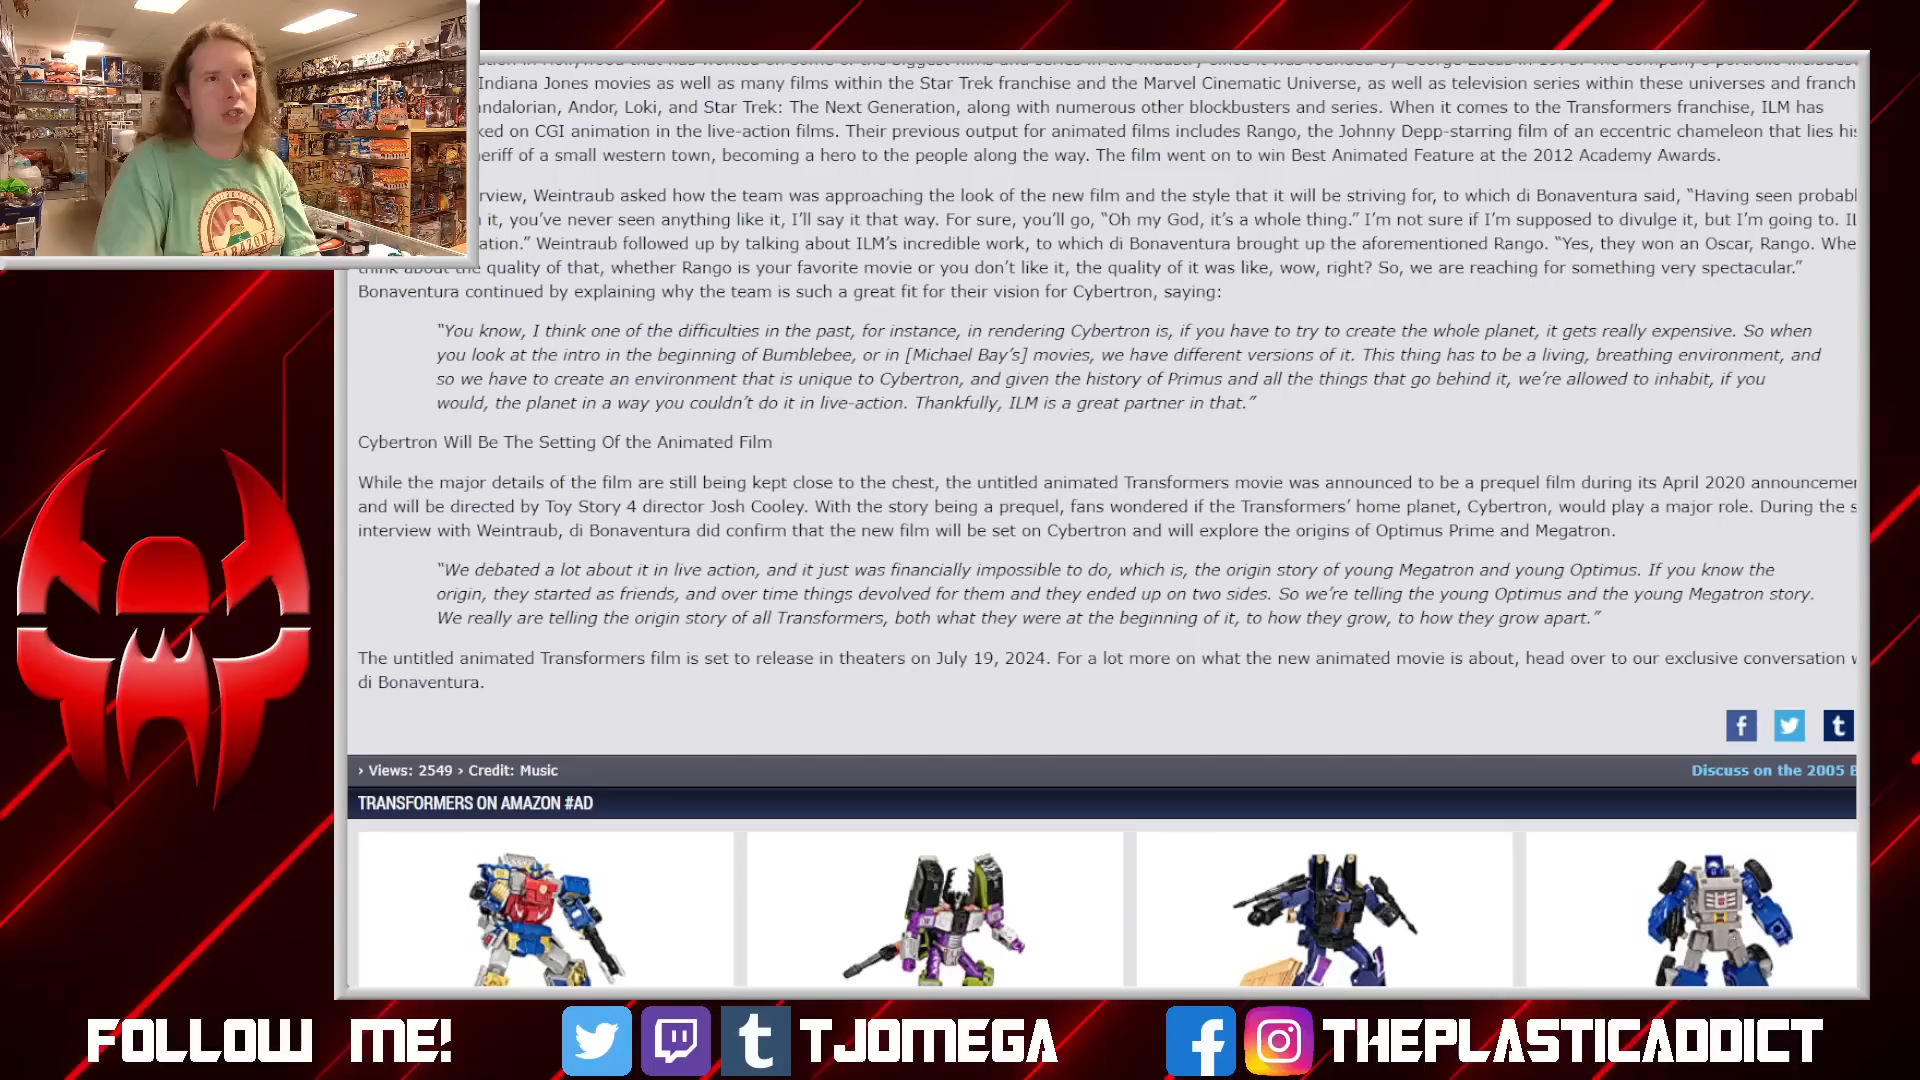 Indiana Jones movies as well as many films within the Star Trek franchise and the Marvel Cinematic Universe, as well as television series within these universes and franch
ndalorian, Andor, Loki, and Star Trek: The Next Generation, along with numerous other blockbusters and series. When it comes to the Transformers franchise, ILM has
ked on CGI animation in the live-action films. Their previous output for animated films includes Rango, the Johnny Depp-starring film of an eccentric chameleon that lies his
eriff of a small western town, becoming a hero to the people along the way. The film went on to win Best Animated Feature at the 2012 Academy Awards.
rview, Weintraub asked how the team was approaching the look of the new film and the style that it will be striving for, to which di Bonaventura said, “Having seen probabl
it, you’ve never seen anything like it, I’ll say it that way. For sure, you’ll go, “Oh my God, it’s a whole thing.” I’m not sure if I’m supposed to divulge it, but I’m going to. IL
ation.” Weintraub followed up by talking about ILM’s incredible work, to which di Bonaventura brought up the aforementioned Rango. “Yes, they won an Oscar, Rango. Whe
think about the quality of that, whether Rango is your favorite movie or you don’t like it, the quality of it was like, wow, right? So, we are reaching for something very spectacular.”
Bonaventura continued by explaining why the team is such a great fit for their vision for Cybertron, saying:
“You know, I think one of the difficulties in the past, for instance, in rendering Cybertron is, if you have to try to create the whole planet, it gets really expensive. So when
you look at the intro in the beginning of Bumblebee, or in [Michael Bay’s] movies, we have different versions of it. This thing has to be a living, breathing environment, and
so we have to create an environment that is unique to Cybertron, and given the history of Primus and all the things that go behind it, we’re allowed to inhabit, if you
would, the planet in a way you couldn’t do it in live-action. Thankfully, ILM is a great partner in that.”
Cybertron Will Be The Setting Of the Animated Film
While the major details of the film are still being kept close to the chest, the untitled animated Transformers movie was announced to be a prequel film during its April 2020 announcemen
and will be directed by Toy Story 4 director Josh Cooley. With the story being a prequel, fans wondered if the Transformers’ home planet, Cybertron, would play a major role. During the s
interview with Weintraub, di Bonaventura did confirm that the new film will be set on Cybertron and will explore the origins of Optimus Prime and Megatron.
“We debated a lot about it in live action, and it just was financially impossible to do, which is, the origin story of young Megatron and young Optimus. If you know the
origin, they started as friends, and over time things devolved for them and they ended up on two sides. So we’re telling the young Optimus and the young Megatron story.
We really are telling the origin story of all Transformers, both what they were at the beginning of it, to how they grow, to how they grow apart.”
The untitled animated Transformers film is set to release in theaters on July 19, 2024. For a lot more on what the new animated movie is about, head over to our exclusive conversation w
di Bonaventura.
› Views: 2549 › Credit: Music
Discuss on the 2005 B
TRANSFORMERS ON AMAZON #AD
FOLLOW ME!
TJOMEGA
THEPLASTICADDICT